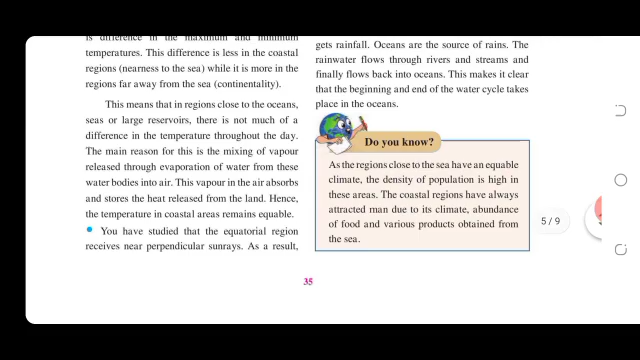 is difference in the maximum and minimum
temperatures. This difference is less in the coastal
regions (nearness to the sea) while it is more in the
regions far away from the sea (continentality).
This means that in regions close to the oceans,
seas or large reservoirs, there is not much of a
difference in the temperature throughout the day.
The main reason for this is the mixing of vapour
released through evaporation of water from these
water bodies into air. This vapour in the air absorbs
and stores the heat released from the land. Hence,
the temperature in coastal areas remains equable.
• You have studied that the equatorial region
receives near perpendicular sunrays. As a result,
gets rainfall. Oceans are the source of rains. The
rainwater flows through rivers and streams and
finally flows back into oceans. This makes it clear
that the beginning and end of the water cycle takes
place in the oceans.
Do you know?
As the regions close to the sea have an equable
climate, the density of population is high in
these areas. The coastal regions have always
attracted man due to its climate, abundance
of food and various products obtained from
the sea.
5 / 9
35